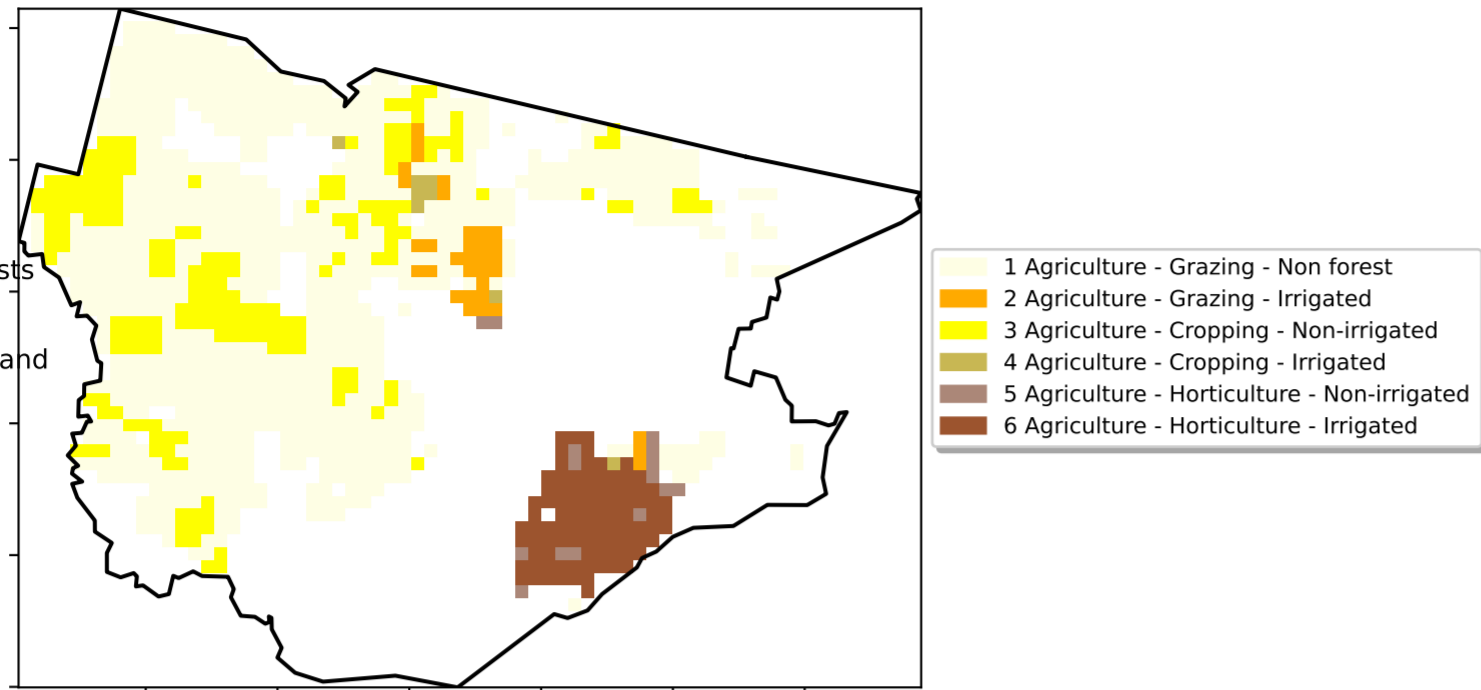 sts
and
1 Agriculture - Grazing - Non forest
2 Agriculture - Grazing - Irrigated
3 Agriculture - Cropping - Non-irrigated
4 Agriculture - Cropping - Irrigated
5 Agriculture - Horticulture - Non-irrigated
6 Agriculture - Horticulture - Irrigated